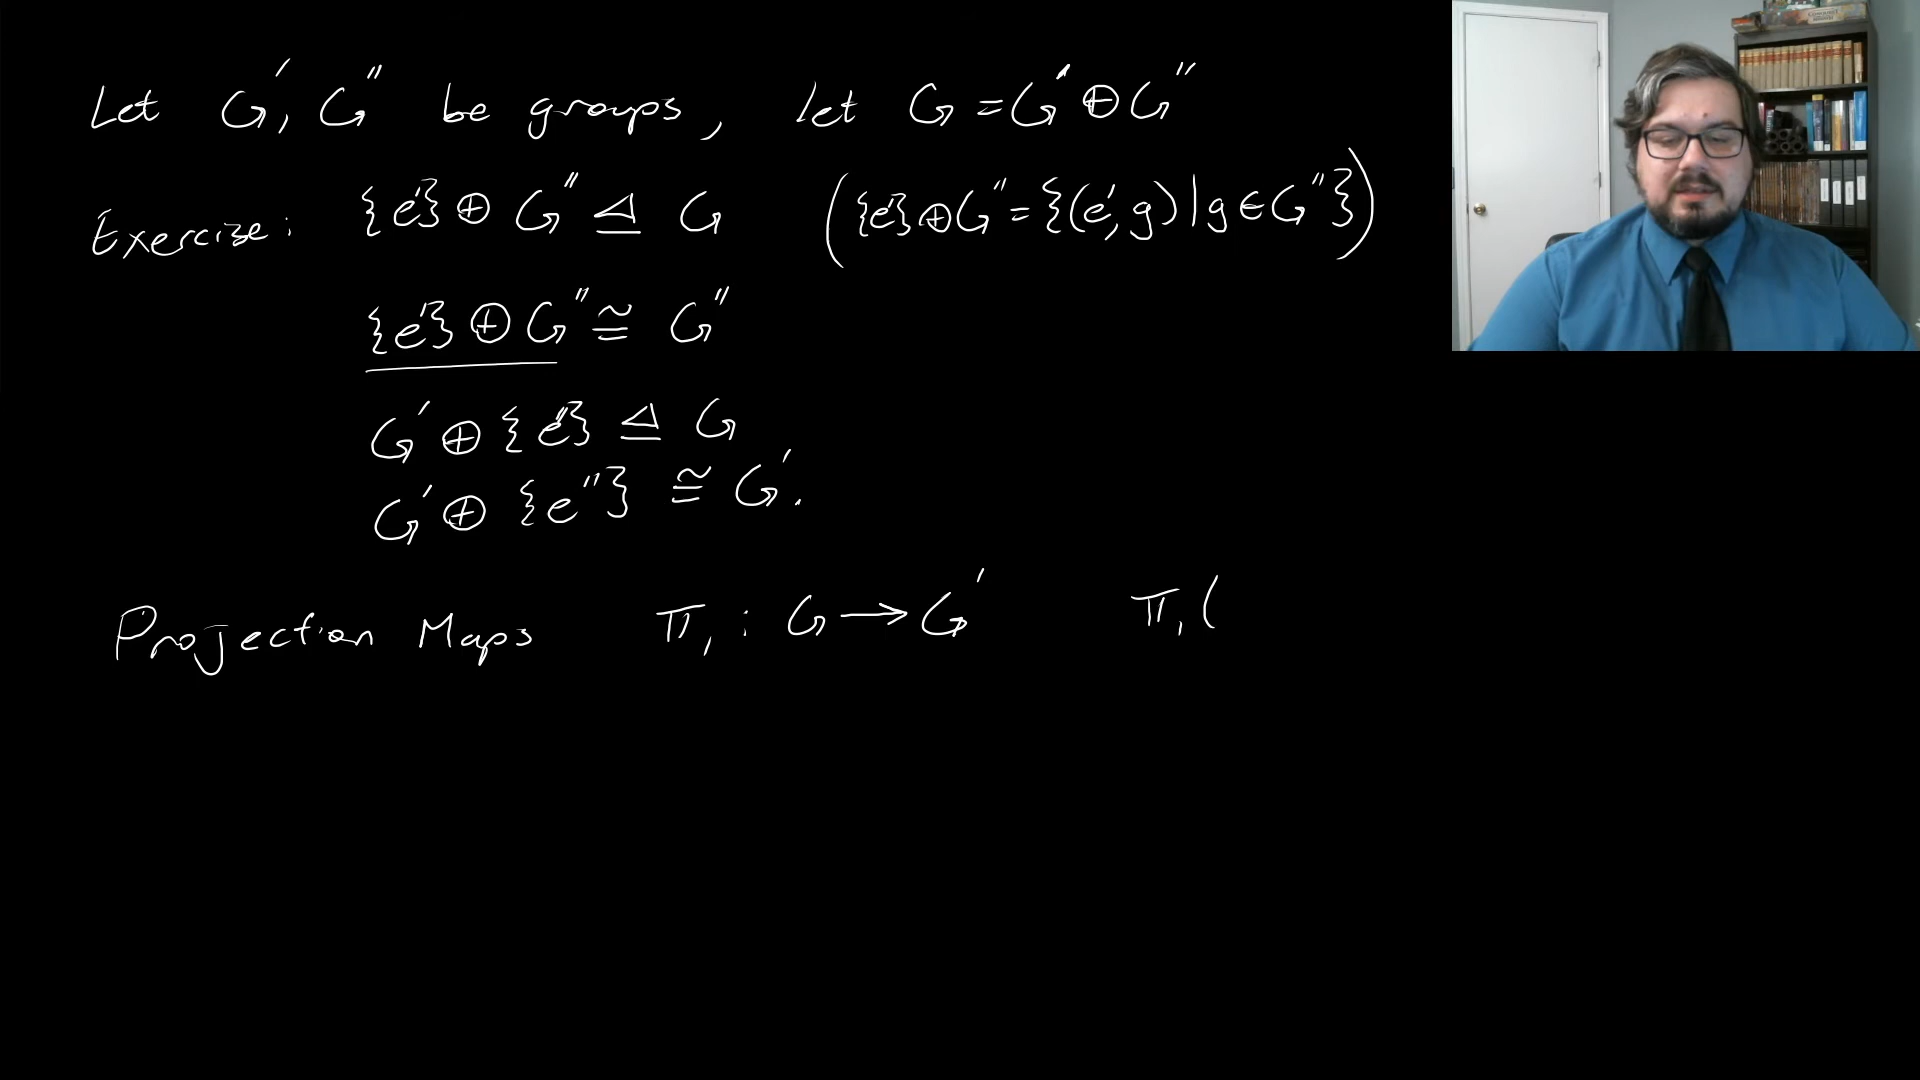 Let G', G'' be groups, let G = G' ⊕ G''
Exercise: {e'} ⊕ G'' ⊴ G ({e'} ⊕ G'' = {(e', g) | g ∈ G''})
{e'} ⊕ G'' ≅ G''
G' ⊕ {e''} ⊴ G
G' ⊕ {e''} ≅ G'.
Projection Maps π₁ : G → G' π₁(